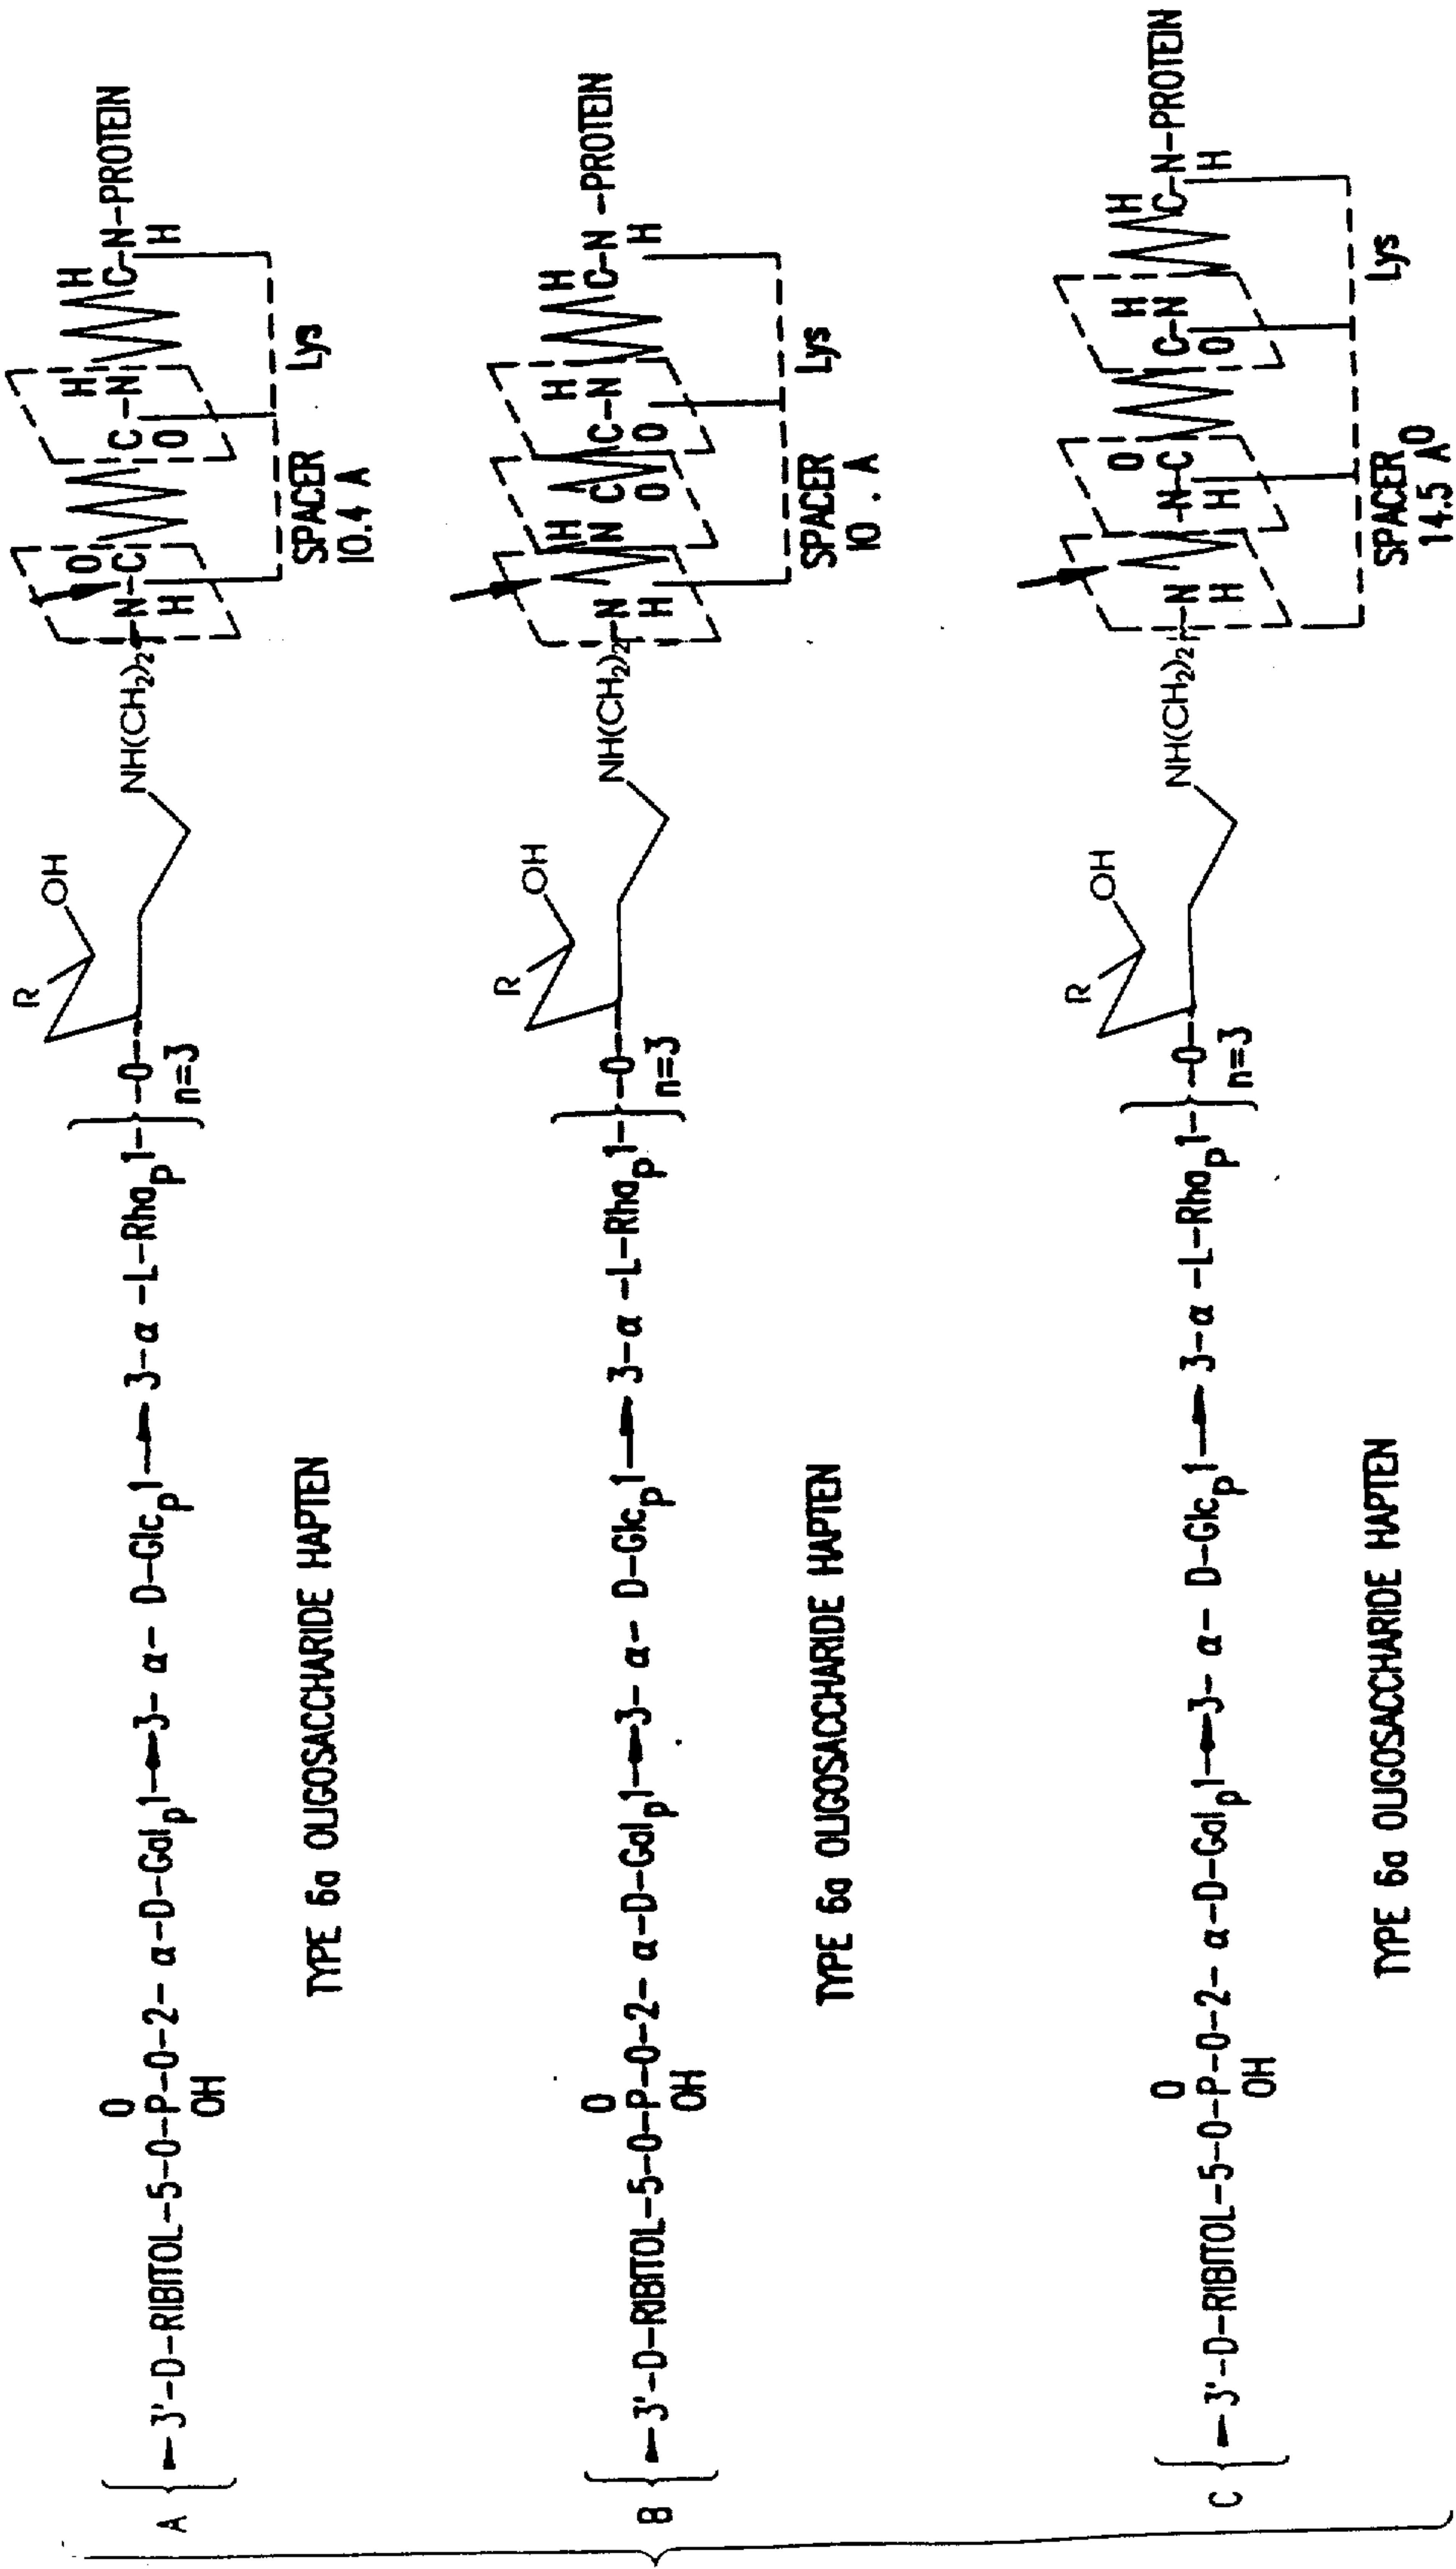 A
3'-D-RIBITOL-5-O-P-O-2- α-D-Galp1 3- α- D-Glcp1 3-α -L-Rhap1 -O-
O
OH
n=3
R
OH
NH(CH2)2
N-C
H
O
C-N
O
H
H
C-N-PROTEIN
H
SPACER
10.4 A
Lys
TYPE 6a OLIGOSACCHARIDE HAPTEN
B
3'-D-RIBITOL-5-O-P-O-2- α-D-Galp1 3- α- D-Glcp1 3-α -L-Rhap1 -O-
O
OH
n=3
R
OH
NH(CH2)2
N
H
H
N
C
O
C-N
O
H
H
C-N-PROTEIN
H
SPACER
10 . A
Lys
TYPE 6a OLIGOSACCHARIDE HAPTEN
C
3'-D-RIBITOL-5-O-P-O-2- α-D-Galp1 3- α- D-Glcp1 3-α -L-Rhap1 -O-
O
OH
n=3
R
OH
NH(CH2)2
N
H
O
N-C
H
H
C-N
O
H
C-N-PROTEIN
H
SPACER
14.5 A0
Lys
TYPE 6a OLIGOSACCHARIDE HAPTEN